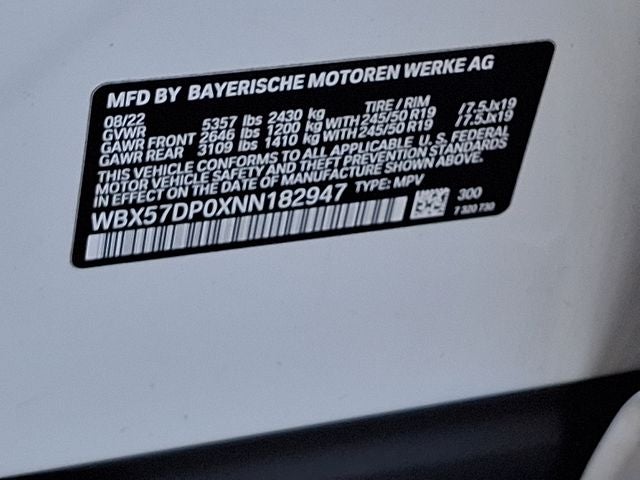 MFD BY BAYERISCHE MOTOREN WERKE AG
08/22 TIRE / RIM
GVWR 5357 lbs 2430 kg
GAWR FRONT 2646 lbs 1200 kg WITH 245/50 R19 /7.5Jx19
GAWR REAR 3109 lbs 1410 kg WITH 245/50 R19 /7.5Jx19
THIS VEHICLE CONFORMS TO ALL APPLICABLE U.S. FEDERAL
MOTOR VEHICLE SAFETY AND THEFT PREVENTION STANDARDS
IN EFFECT ON THE DATE OF MANUFACTURE SHOWN ABOVE.
WBX57DP0XNN182947 TYPE: MPV
300
7 320 730